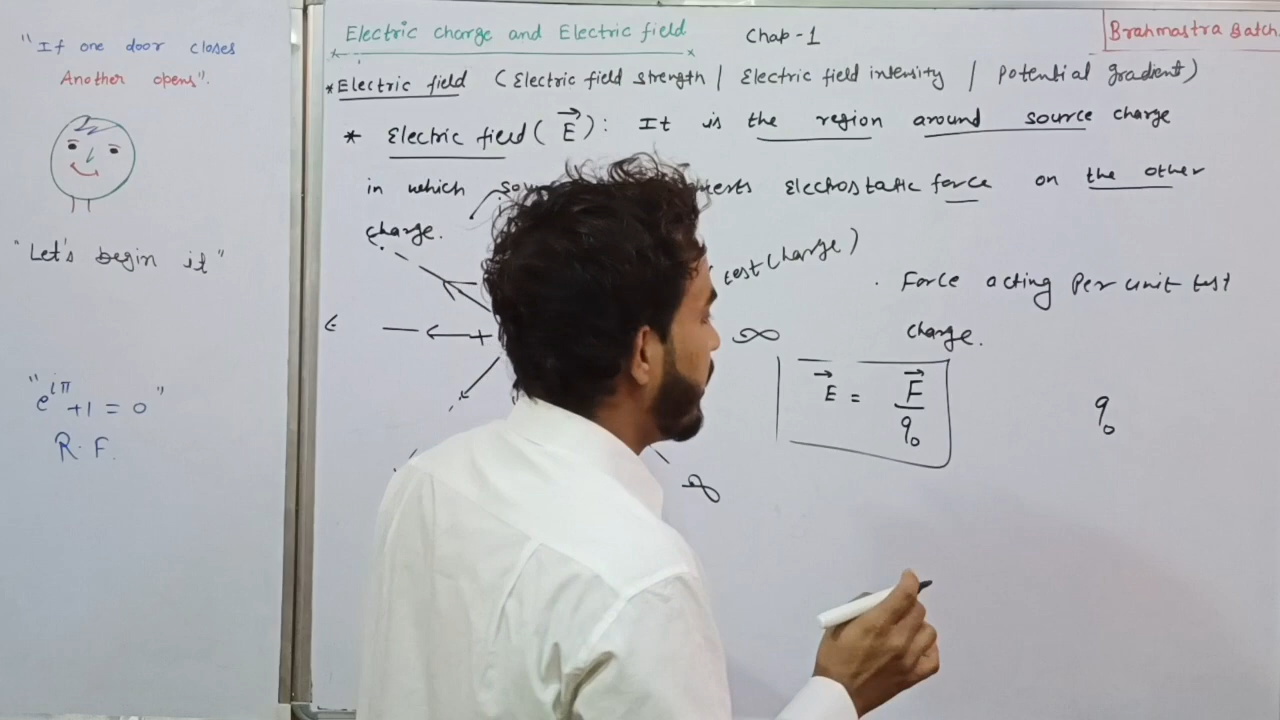 "If one door closes
Another opens".
"Let's begin it"
"e^{iπ} +1 = 0"
R.F.
Electric charge and Electric field
Chap-1
Brahmastra Batch
* Electric field (Electric field strength / Electric field intensity / Potential gradient)
* Electric field (E⃗): It is the region around source charge
in which electrostatic force on the other
charge.
test charge)
. Force acting Per unit test
charge.
∞
E⃗ = F⃗/q₀
q₀
+
∞